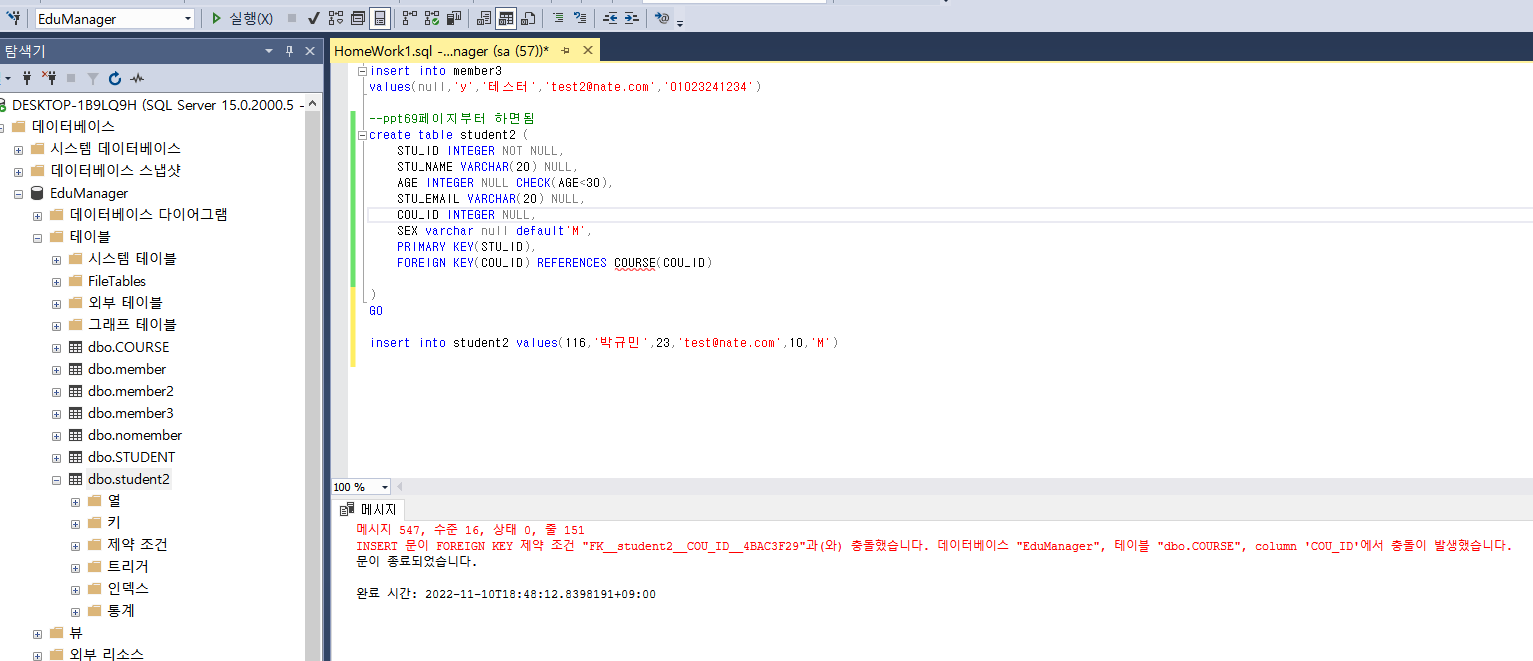 EduManager
실행(X)
탐색기
DESKTOP-1B9LQ9H (SQL Server 15.0.2000.5 -
데이터베이스
시스템 데이터베이스
데이터베이스 스냅샷
EduManager
데이터베이스 다이어그램
테이블
시스템 테이블
FileTables
외부 테이블
그래프 테이블
dbo.COURSE
dbo.member
dbo.member2
dbo.member3
dbo.nomember
dbo.STUDENT
dbo.student2
열
키
제약 조건
트리거
인덱스
통계
뷰
외부 리소스
HomeWork1.sql -...nager (sa (57))*
insert into member3
values(null,'y','테스터','test2@nate.com','01023241234')
--ppt69페이지부터 하면됨
create table student2 (
STU_ID INTEGER NOT NULL,
STU_NAME VARCHAR(20) NULL,
AGE INTEGER NULL CHECK(AGE<30),
STU_EMAIL VARCHAR(20) NULL,
COU_ID INTEGER NULL,
SEX varchar null default'M',
PRIMARY KEY(STU_ID),
FOREIGN KEY(COU_ID) REFERENCES COURSE(COU_ID)
)
GO
insert into student2 values(116,'박규민',23,'test@nate.com',10,'M')
100 %
메시지
메시지 547, 수준 16, 상태 0, 줄 151
INSERT 문이 FOREIGN KEY 제약 조건 "FK__student2__COU_ID__4BAC3F29"과(와) 충돌했습니다. 데이터베이스 "EduManager", 테이블 "dbo.COURSE", column 'COU_ID'에서 충돌이 발생했습니다.
문이 종료되었습니다.
완료 시간: 2022-11-10T18:48:12.8398191+09:00